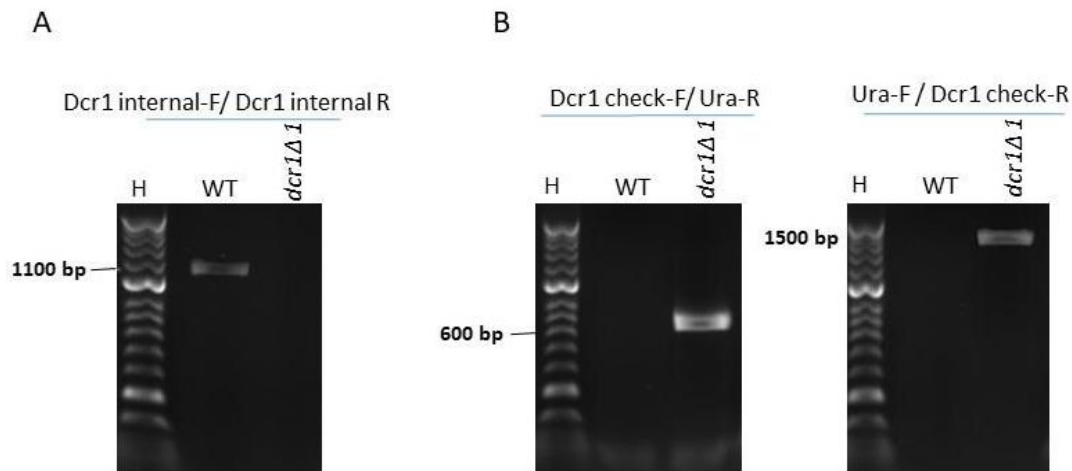 A
B
Dcr1 internal-F/ Dcr1 internal R
Dcr1 check-F/ Ura-R
Ura-F / Dcr1 check-R
H
WT
dcr1Δ 1
H
WT
dcr1Δ 1
H
WT
dcr1Δ 1
1100 bp
600 bp
1500 bp